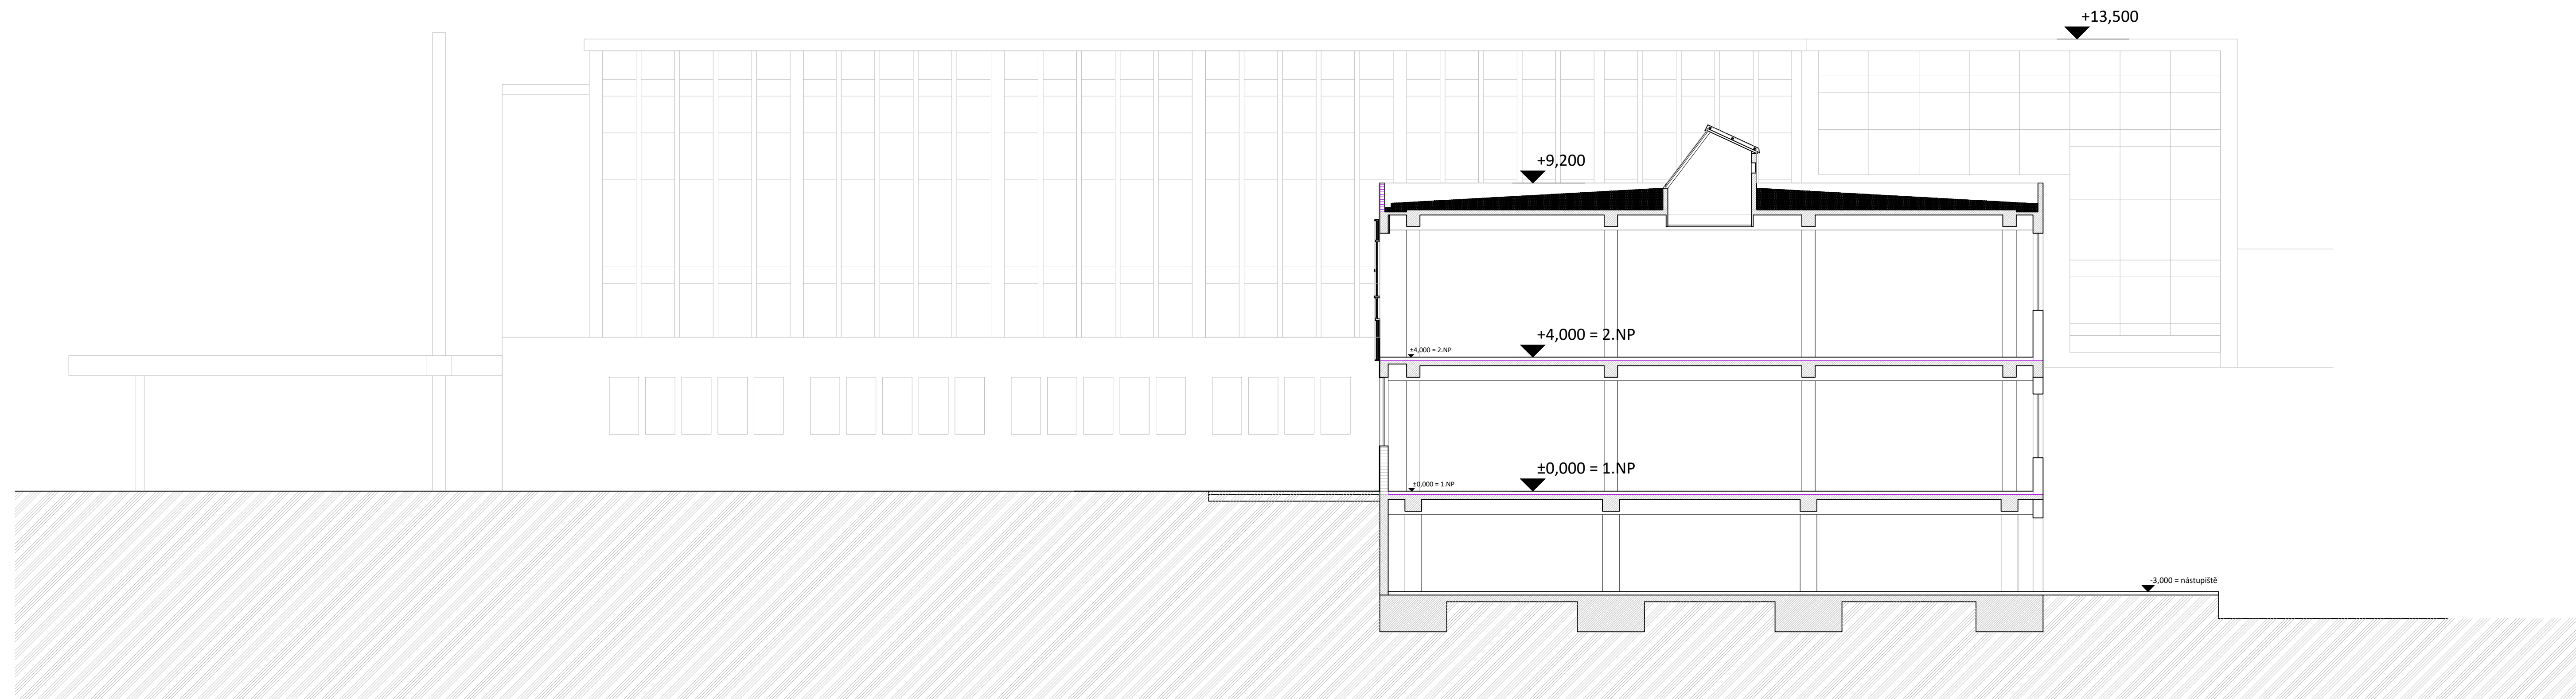 +13,500
+9,200
+4,000 = 2.NP
±4,000 = 2.NP
±0,000 = 1.NP
±0,000 = 1.NP
-3,000 = nástupiště